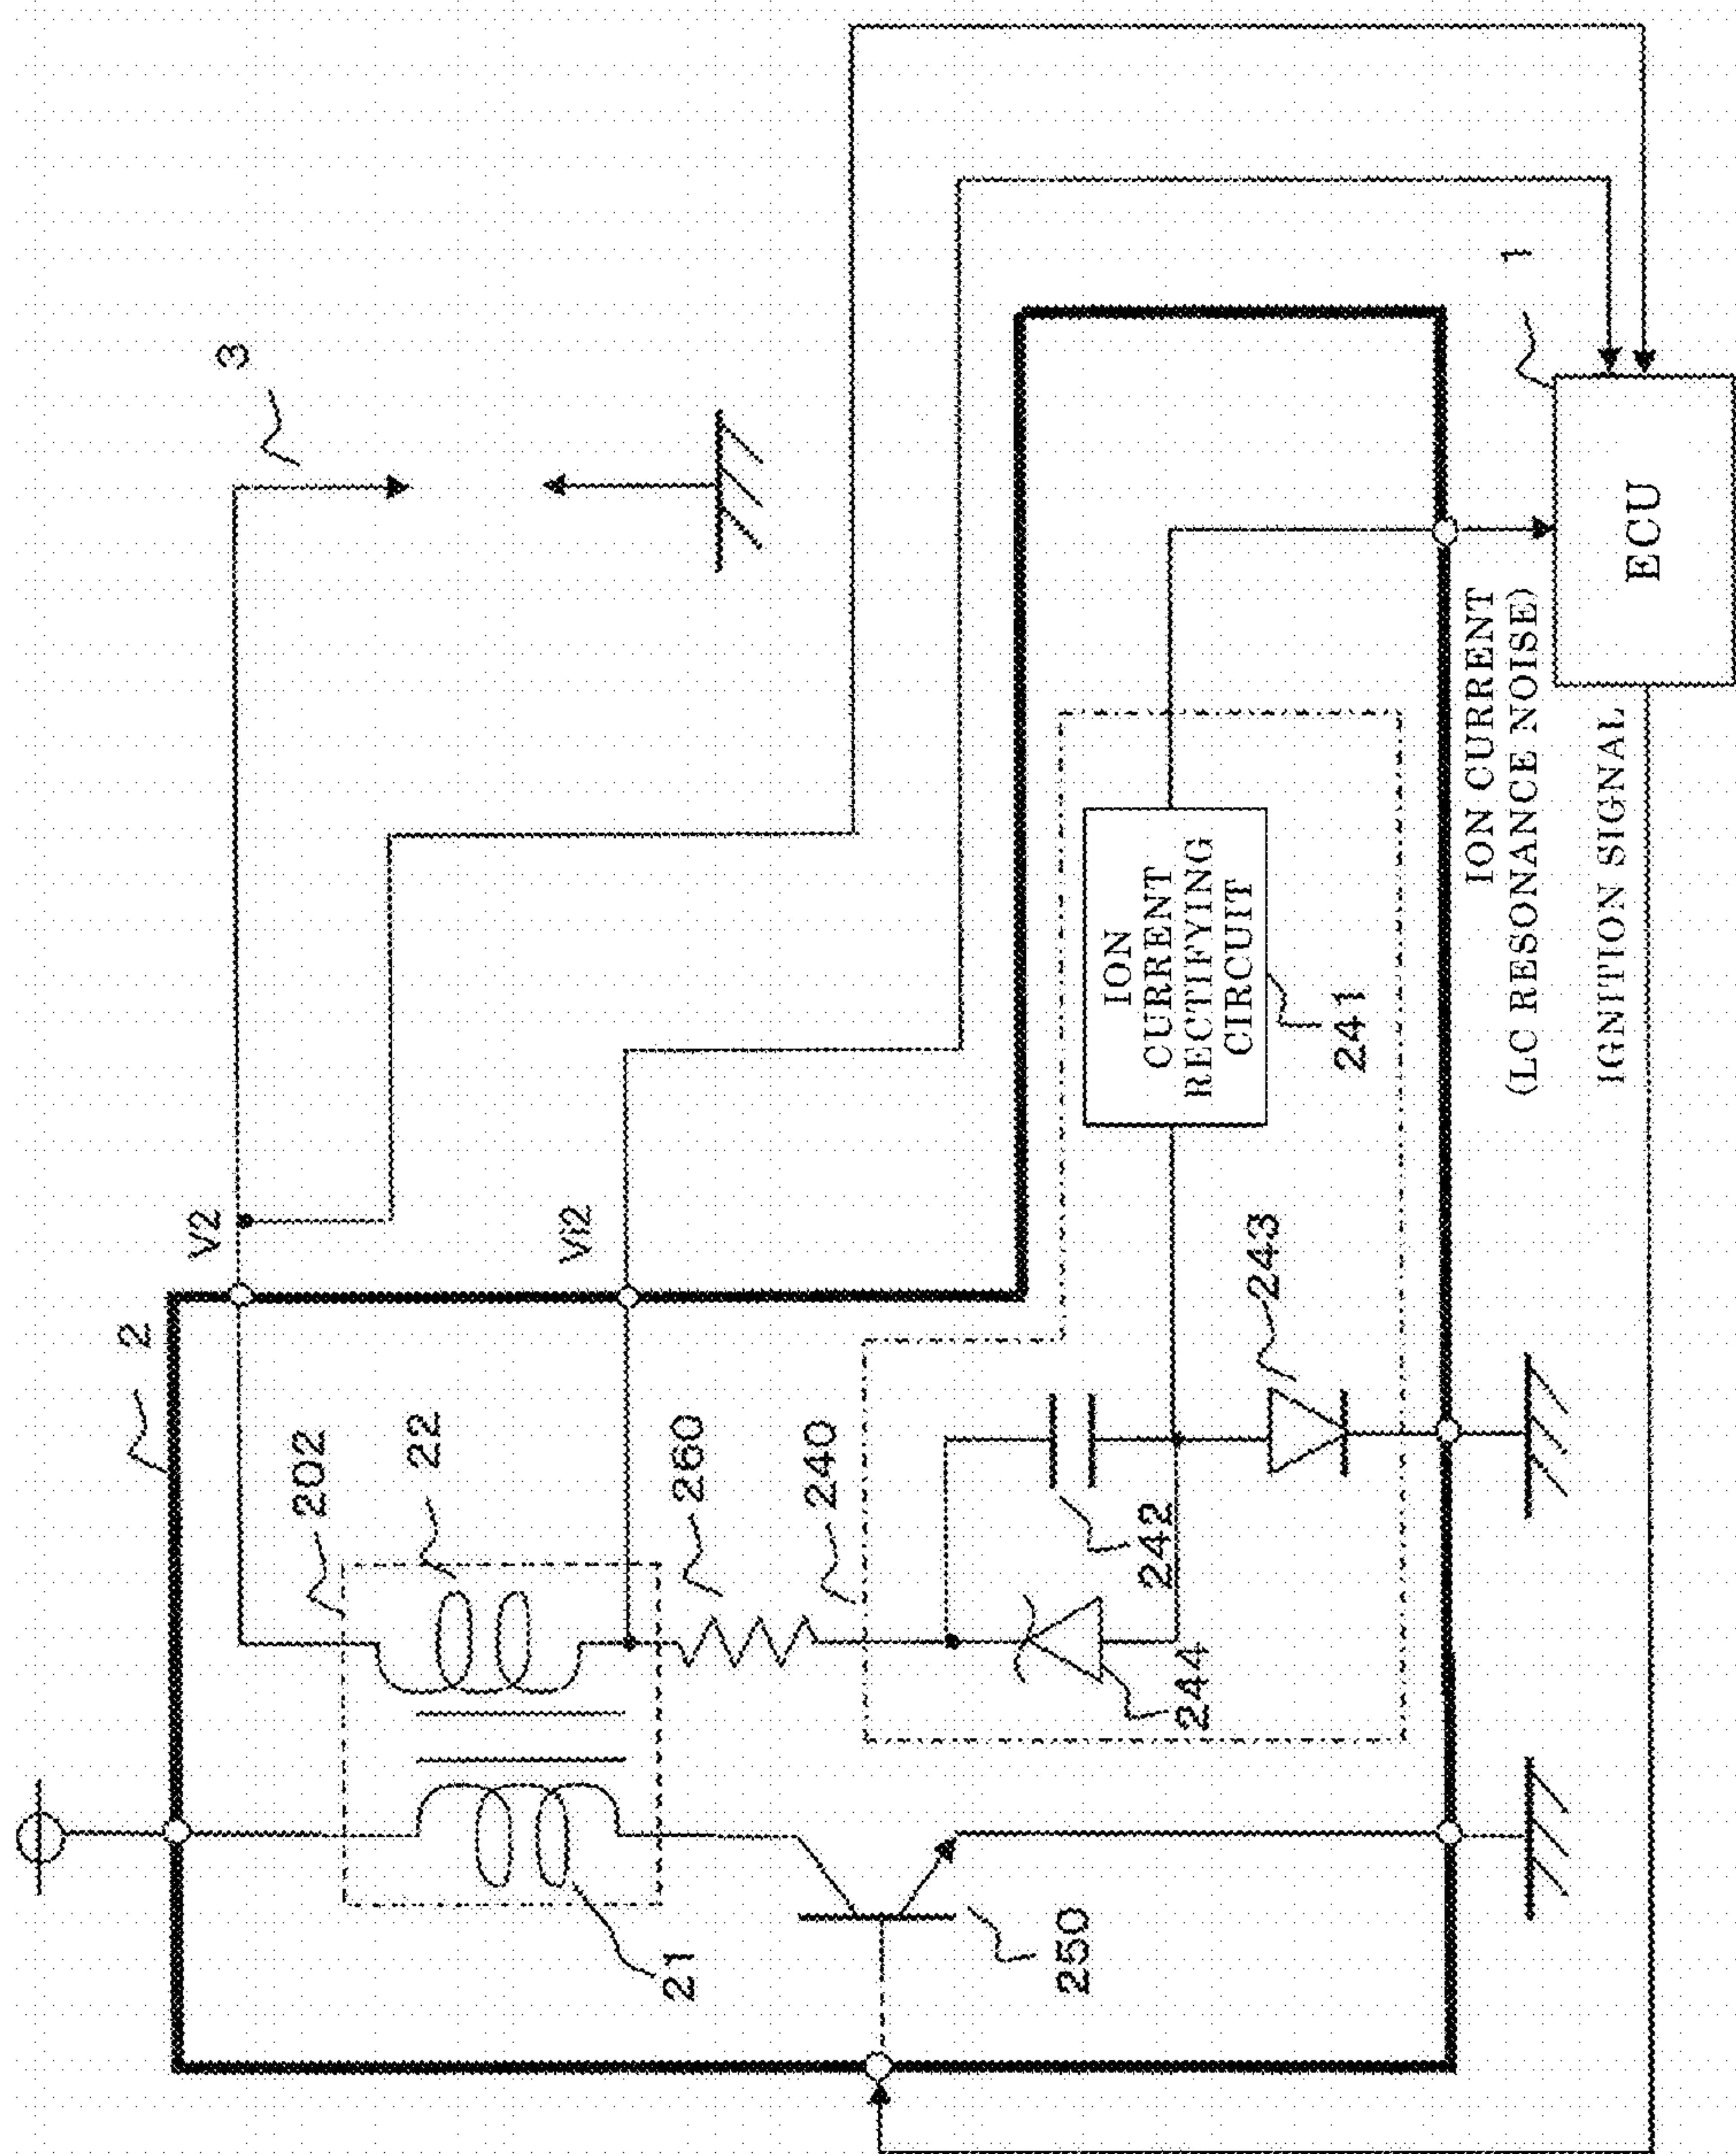 3
V2
2
Vi2
1
202
22
260
240
242
243
244
21
250
ION
CURRENT
RECTIFYING
CIRCUIT
241
ION CURRENT
(LC RESONANCE NOISE)
IGNITION SIGNAL
ECU